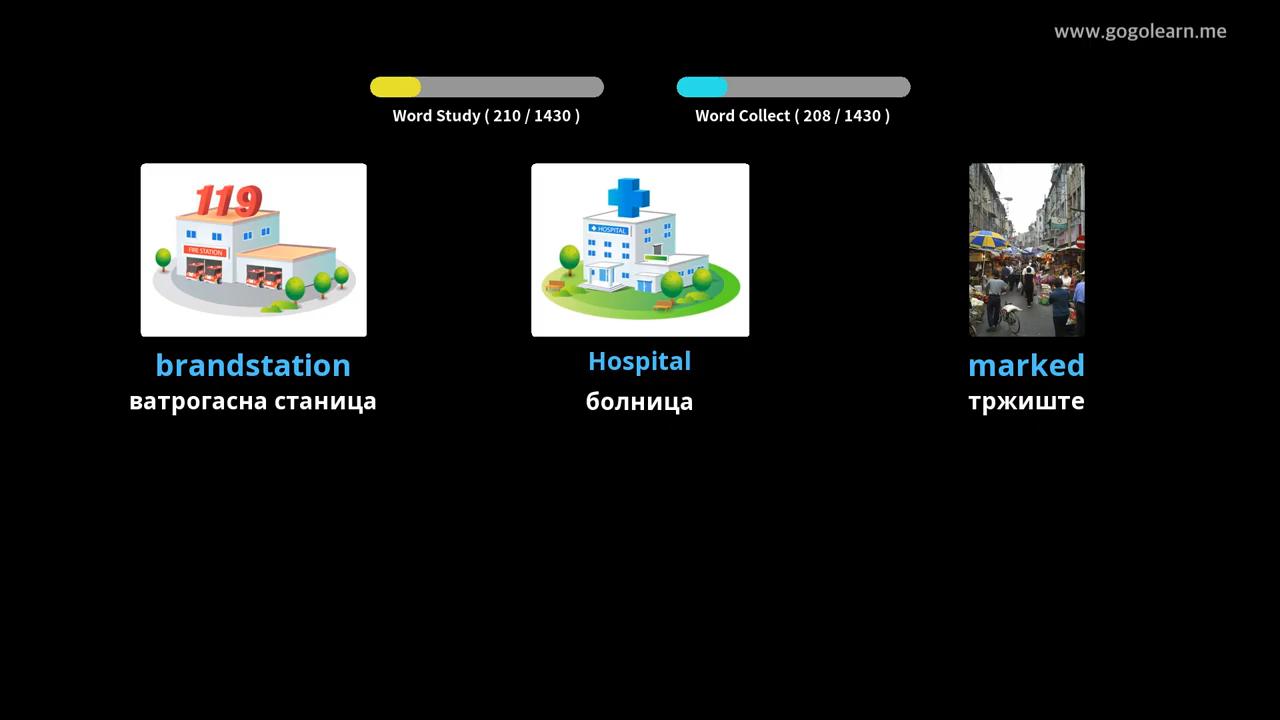 www.gogolearn.me
Word Study ( 210 / 1430 )
Word Collect ( 208 / 1430 )
119
FIRE STATION
HOSPITAL
brandstation
Hospital
marked
ватрогасна станица
болница
тржиште